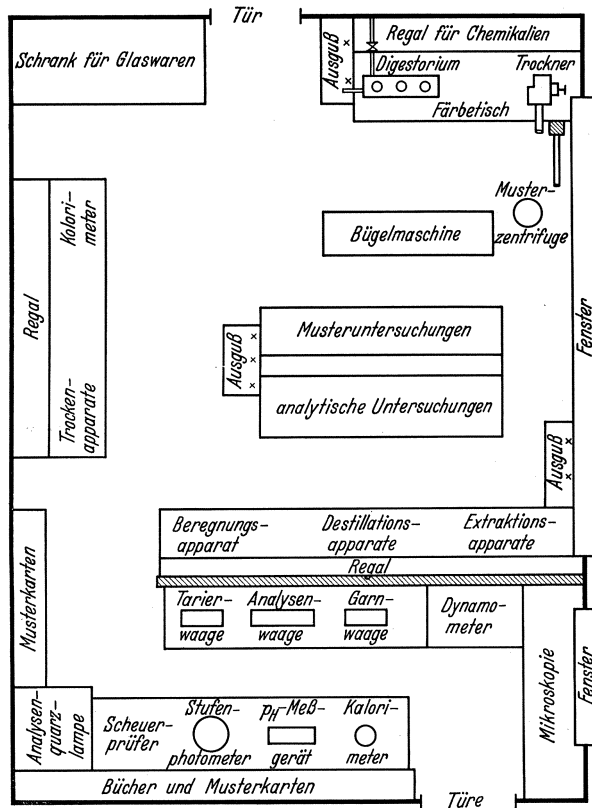 Tür
Schrank für Glaswaren
Ausguß
Regal für Chemikalien
Digestorium
Trockner
Färbetisch
Muster-
zentrifuge
Bügelmaschine
Kolori-
meter
Regal
Trocken-
apparate
Fenster
Ausguß
Musteruntersuchungen
analytische Untersuchungen
Ausguß
Beregnungs-
apparat
Destillations-
apparate
Extraktions-
apparate
Regal
Musterkarten
Tarier-
waage
Analysen-
waage
Garn-
waage
Dynamo-
meter
Mikroskopie
Fenster
Analysen-
quarz-
lampe
Scheuer-
prüfer
Stufen-
photometer
pH-Meß-
gerät
Kalori-
meter
Bücher und Musterkarten
Türe